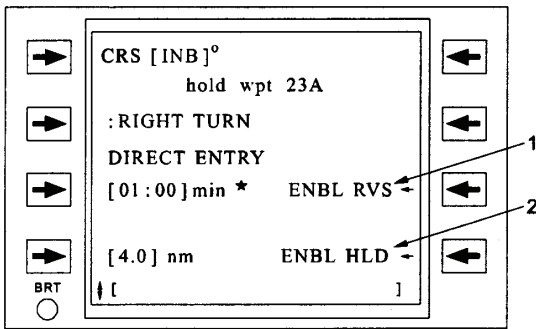 CRS [INB]°
hold wpt 23A
:RIGHT TURN
DIRECT ENTRY
[01:00]min ★ ENBL RVS ←
[4.0] nm ENBL HLD ←
[ ]
BRT
1
2